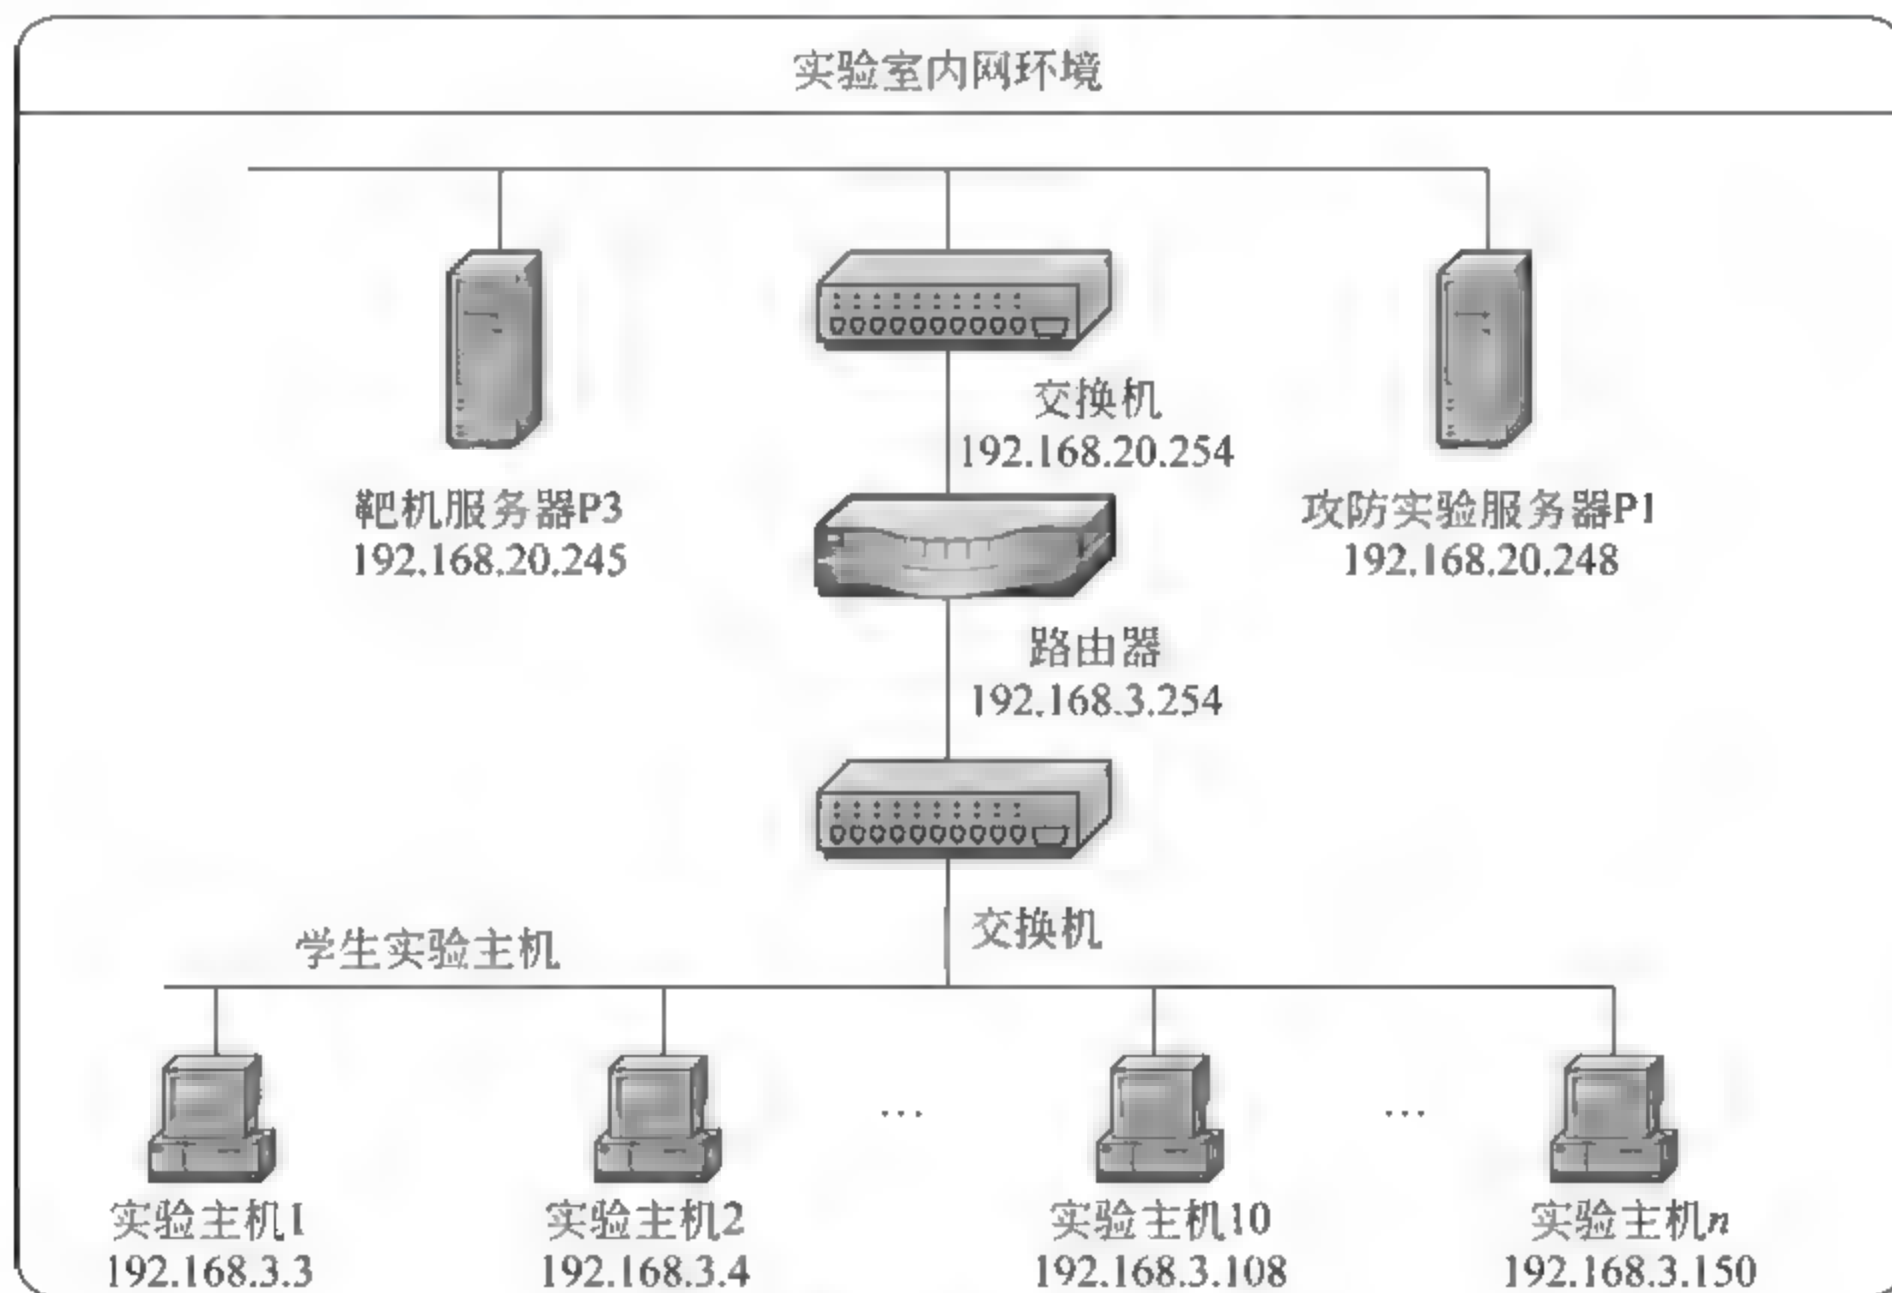 实验室内网环境
交换机
192.168.20.254
靶机服务器P3
192.168.20.245
攻防实验服务器P1
192.168.20.248
路由器
192.168.3.254
交换机
学生实验主机
...
...
实验主机1
192.168.3.3
实验主机2
192.168.3.4
实验主机10
192.168.3.108
实验主机n
192.168.3.150